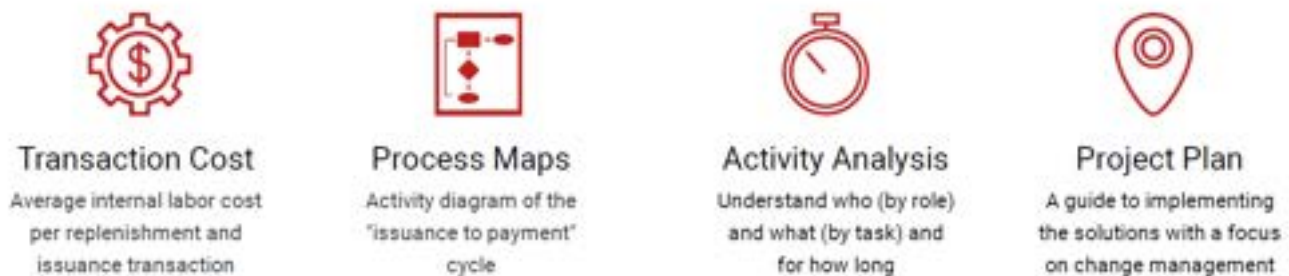 $
Transaction Cost
Average internal labor cost
per replenishment and
issuance transaction
Process Maps
Activity diagram of the
"issuance to payment"
cycle
Activity Analysis
Understand who (by role)
and what (by task) and
for how long
Project Plan
A guide to implementing
the solutions with a focus
on change management